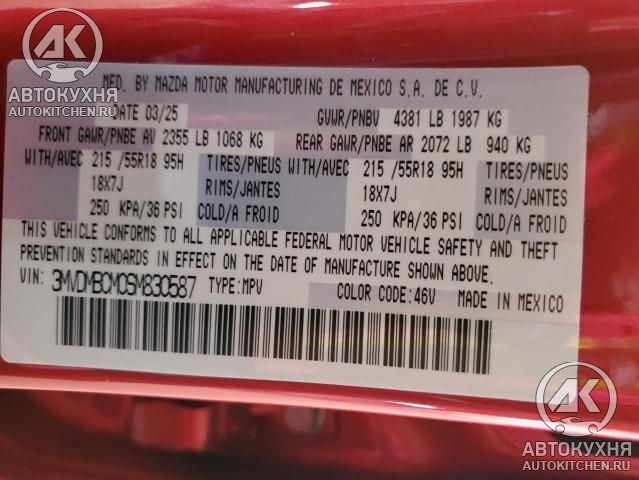 AK
АВТОКУХНЯ
AUTOKITCHEN.RU
MFD. BY MAZDA MOTOR MANUFACTURING DE MEXICO S.A. DE C.V.
DATE 03/25 GVWR/PNBV 4381 LB 1987 KG
FRONT GAWR/PNBE AV 2355 LB 1068 KG REAR GAWR/PNBE AR 2072 LB 940 KG
WITH/AVEC 215 /55R18 95H TIRES/PNEUS WITH/AVEC 215 /55R18 95H TIRES/PNEUS
18X7J RIMS/JANTES 18X7J RIMS/JANTES
250 KPA/36 PSI COLD/A FROID 250 KPA/36 PSI COLD/A FROID
THIS VEHICLE CONFORMS TO ALL APPLICABLE FEDERAL MOTOR VEHICLE SAFETY AND THEFT
PREVENTION STANDARDS IN EFFECT ON THE DATE OF MANUFACTURE SHOWN ABOVE.
VIN: 3MVDMBCM0SM830587 TYPE:MPV COLOR CODE:46V MADE IN MEXICO
AK
АВТОКУХНЯ
AUTOKITCHEN.RU